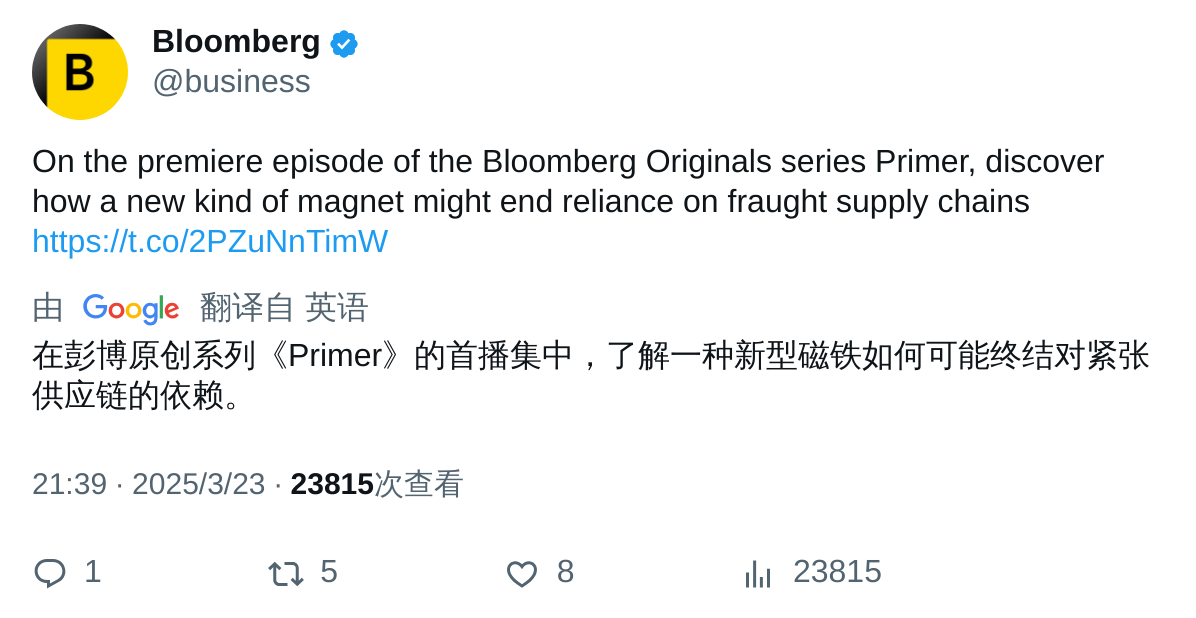 B
Bloomberg
@business
On the premiere episode of the Bloomberg Originals series Primer, discover
how a new kind of magnet might end reliance on fraught supply chains
https://t.co/2PZuNnTimW
由 Google 翻译自 英语
在彭博原创系列《Primer》的首播集中，了解一种新型磁铁如何可能终结对紧张
供应链的依赖。
21:39 · 2025/3/23 · 23815次查看
1 5 8 23815